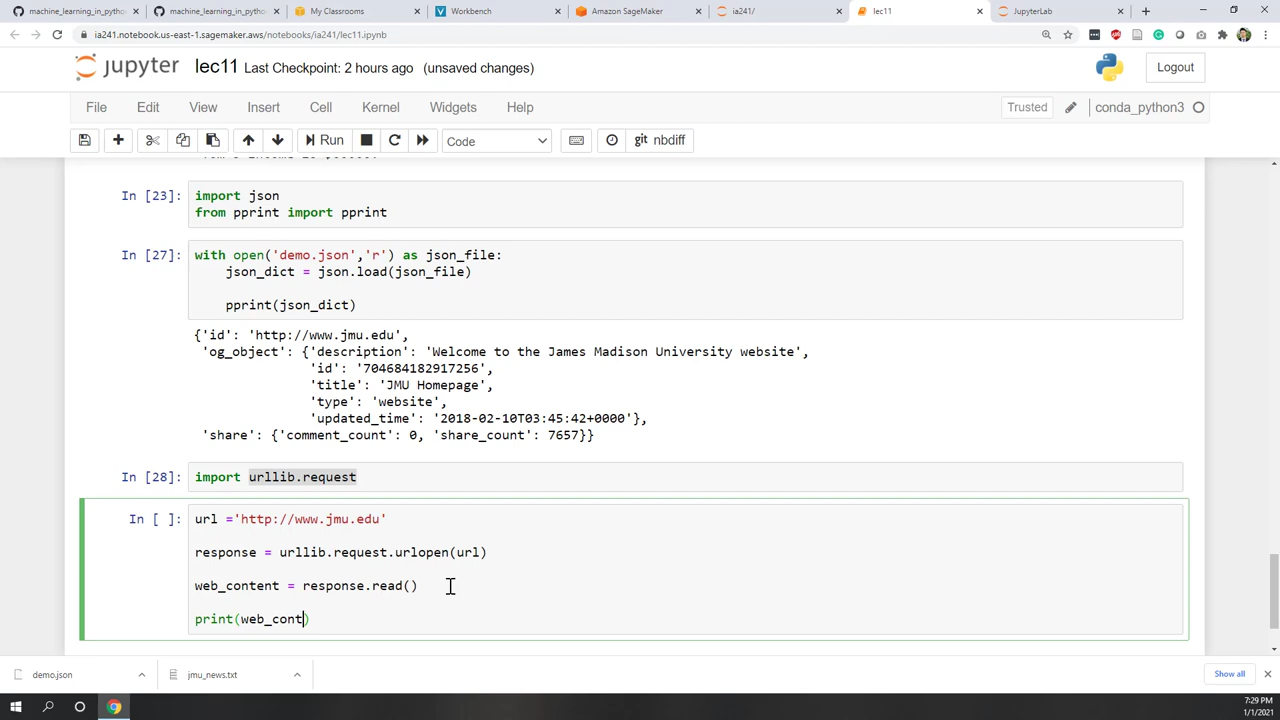 machine_learning_in_pytho
machine_learning_in_pytho
My Classrooms
Workbench
Amazon SageMaker
ia241/
lec11
JupyterLab
ia241.notebook.us-east-1.sagemaker.aws/notebooks/ia241/lec11.ipynb
jupyter lec11 Last Checkpoint: 2 hours ago (unsaved changes)
Logout
File Edit View Insert Cell Kernel Widgets Help
Trusted
conda_python3
Run
Code
git nbdiff
In [23]: import json
from pprint import pprint
In [27]: with open('demo.json','r') as json_file:
json_dict = json.load(json_file)
pprint(json_dict)
{'id': 'http://www.jmu.edu',
'og_object': {'description': 'Welcome to the James Madison University website',
'id': '704684182917256',
'title': 'JMU Homepage',
'type': 'website',
'updated_time': '2018-02-10T03:45:42+0000'},
'share': {'comment_count': 0, 'share_count': 7657}}
In [28]: import urllib.request
In [ ]: url ='http://www.jmu.edu'
response = urllib.request.urlopen(url)
web_content = response.read()
print(web_cont)
demo.json
jmu_news.txt
Show all
7:29 PM
1/1/2021